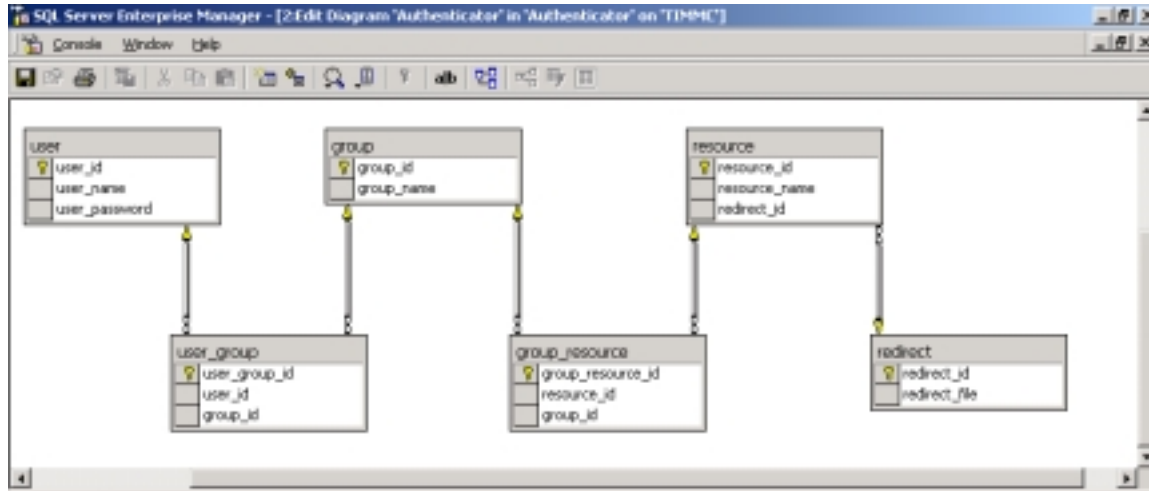 SQL Server Enterprise Manager - [2:Edit Diagram "Authenticator" in "Authenticator" on "TIMMC"]
Console Window Help
ab
user
user_id
user_name
user_password
group
group_id
group_name
resource
resource_id
resource_name
redirect_id
user_group
user_group_id
user_id
group_id
group_resource
group_resource_id
resource_id
group_id
redirect
redirect_id
redirect_file